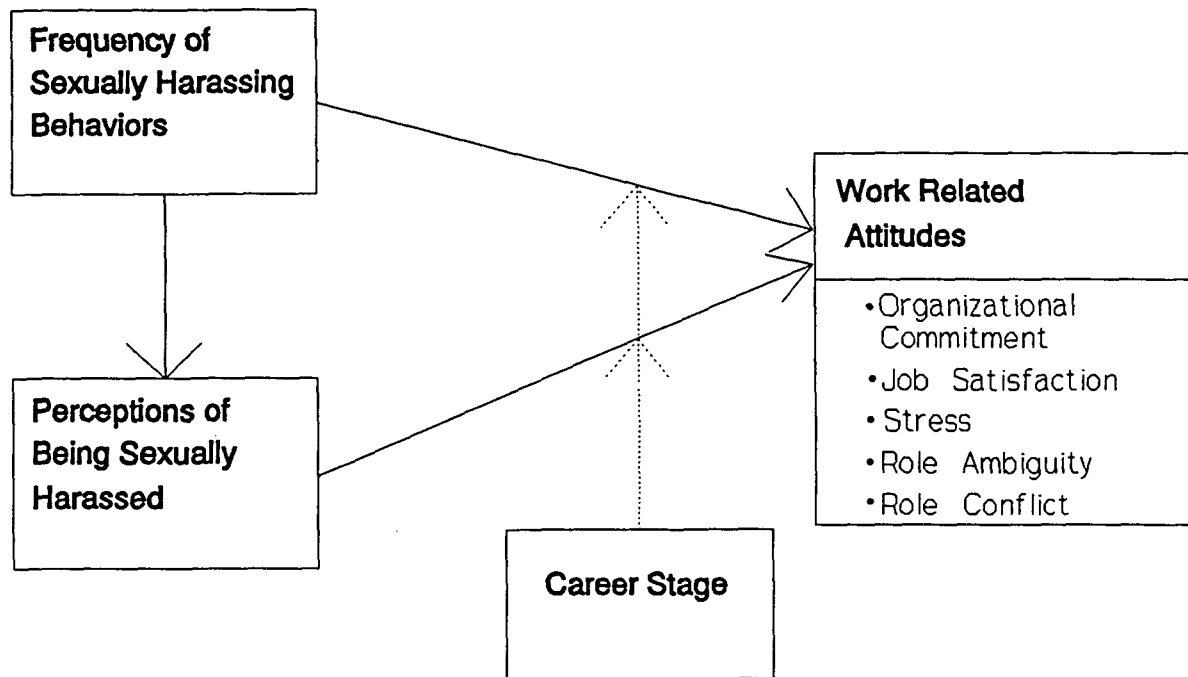 Frequency of
Sexually Harassing
Behaviors
Work Related
Attitudes
•Organizational
Commitment
•Job Satisfaction
•Stress
•Role Ambiguity
•Role Conflict
Perceptions of
Being Sexually
Harassed
Career Stage